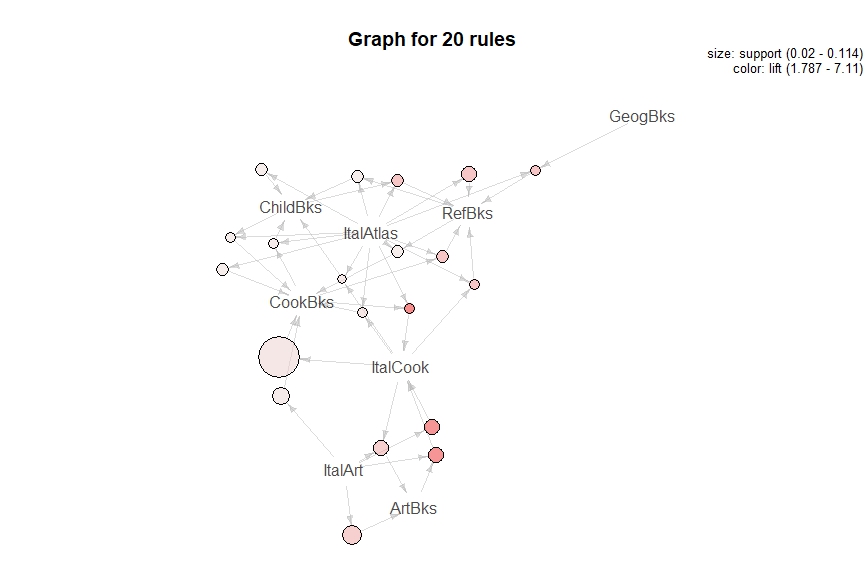 Graph for 20 rules
size: support (0.02 - 0.114)
color: lift (1.787 - 7.11)
GeogBks
ChildBks
RefBks
ItalAtlas
CookBks
ItalCook
ItalArt
ArtBks